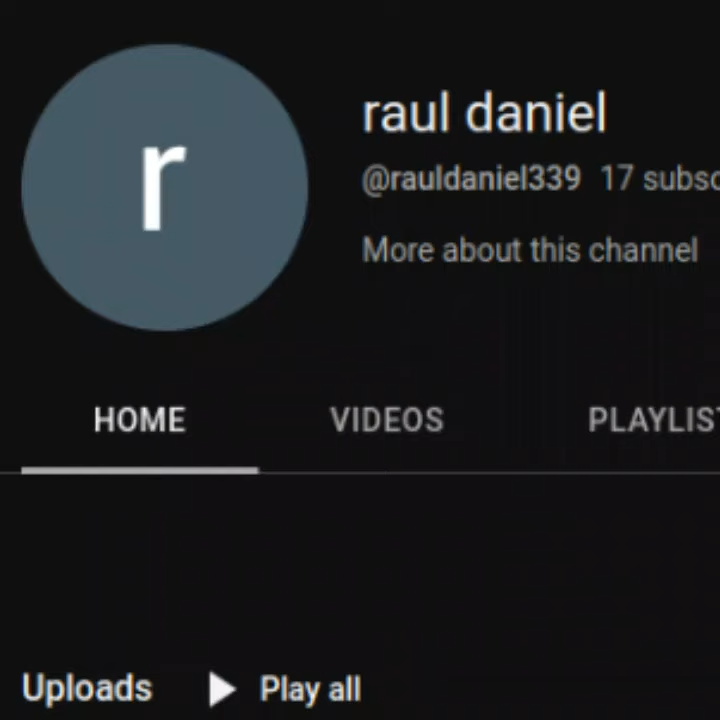 r
raul daniel
@rauldaniel339 17
More about this channel
HOME VIDEOS
Uploads Play all